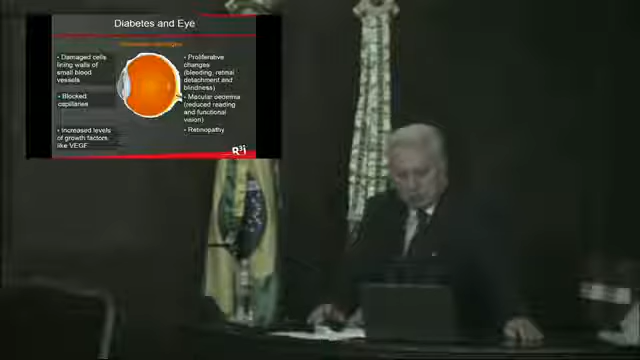 Diabetes and Eye
• Damaged cells
lining walls of
small blood
vessels
• Blocked
capillaries
• Increased levels
of growth factors
like VEGF
• Proliferative
changes
(bleeding, retinal
detachment and
blindness)
• Macular oedema
(reduced reading
and functional
vision)
• Retinopathy
R3i